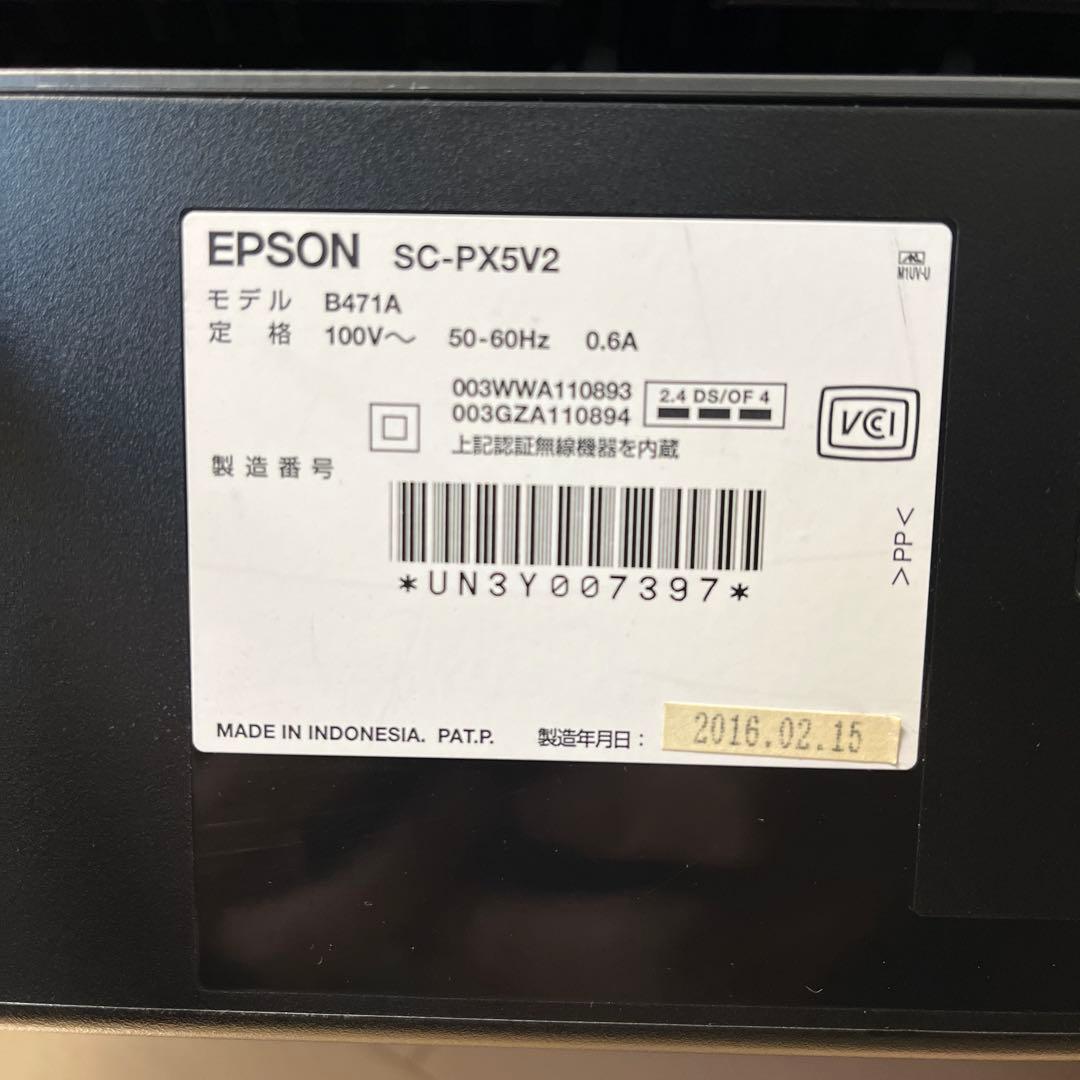 EPSON SC-PX5V2
M1UV-U
モデル B471A
定 格 100V～ 50-60Hz 0.6A
003WWA110893
003GZA110894
2.4 DS/OF 4
上記認証無線機器を内蔵
VCI
製造番号
*UN3Y007397*
>PP<
MADE IN INDONESIA. PAT.P. 製造年月日： 2016.02.15